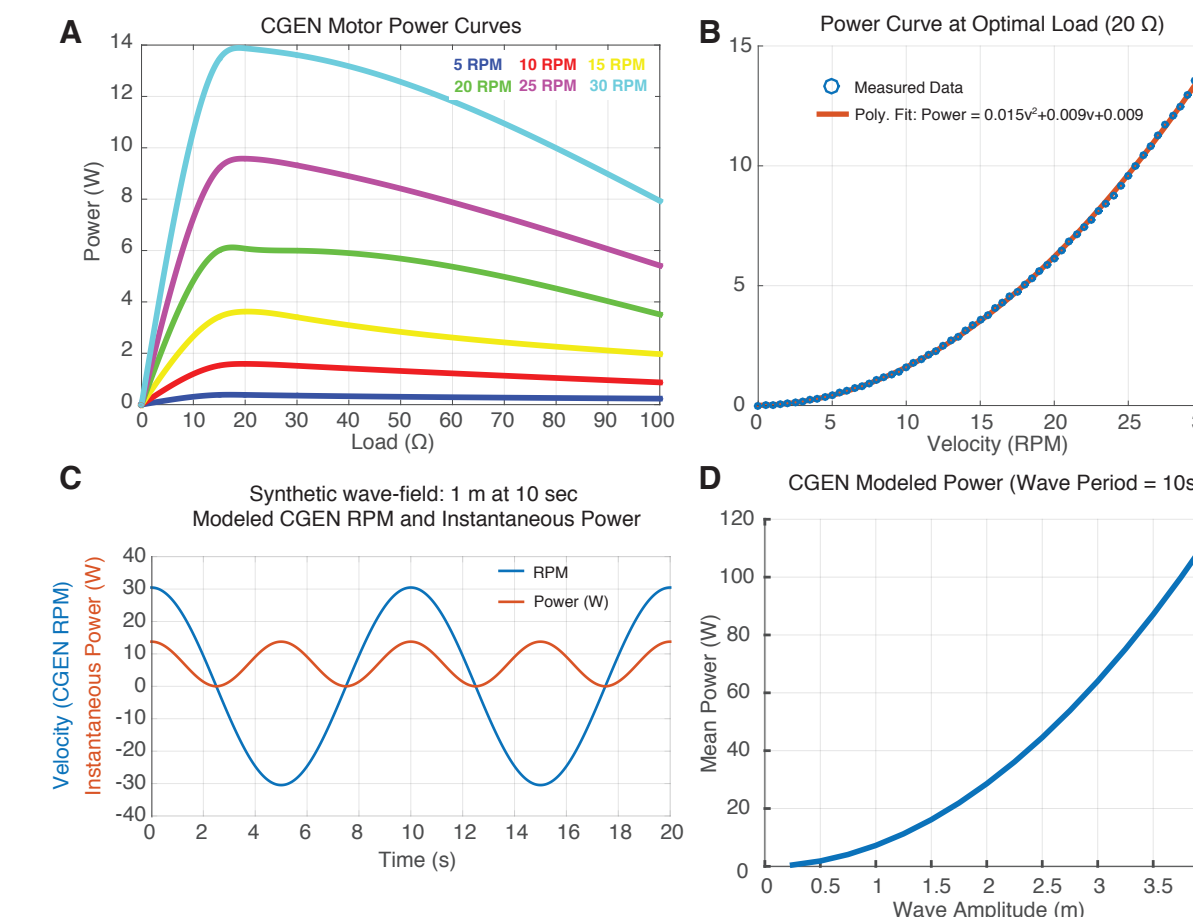 A
CGEN Motor Power Curves
Power (W)
14
12
10
8
6
4
2
0
5 RPM 10 RPM 15 RPM
20 RPM 25 RPM 30 RPM
0 10 20 30 40 50 60 70 80 90 100
Load (Ω)
B
Power Curve at Optimal Load (20 Ω)
15
10
5
0
Measured Data
Poly. Fit: Power = 0.015v²+0.009v+0.009
0 5 10 15 20 25
Velocity (RPM)
C
Synthetic wave-field: 1 m at 10 sec
Modeled CGEN RPM and Instantaneous Power
Velocity (CGEN RPM)
Instantaneous Power (W)
40
30
20
10
0
-10
-20
-30
-40
RPM
Power (W)
0 2 4 6 8 10 12 14 16 18 20
Time (s)
D
CGEN Modeled Power (Wave Period = 10s
Mean Power (W)
120
100
80
60
40
20
0
0 0.5 1 1.5 2 2.5 3 3.5
Wave Amplitude (m)